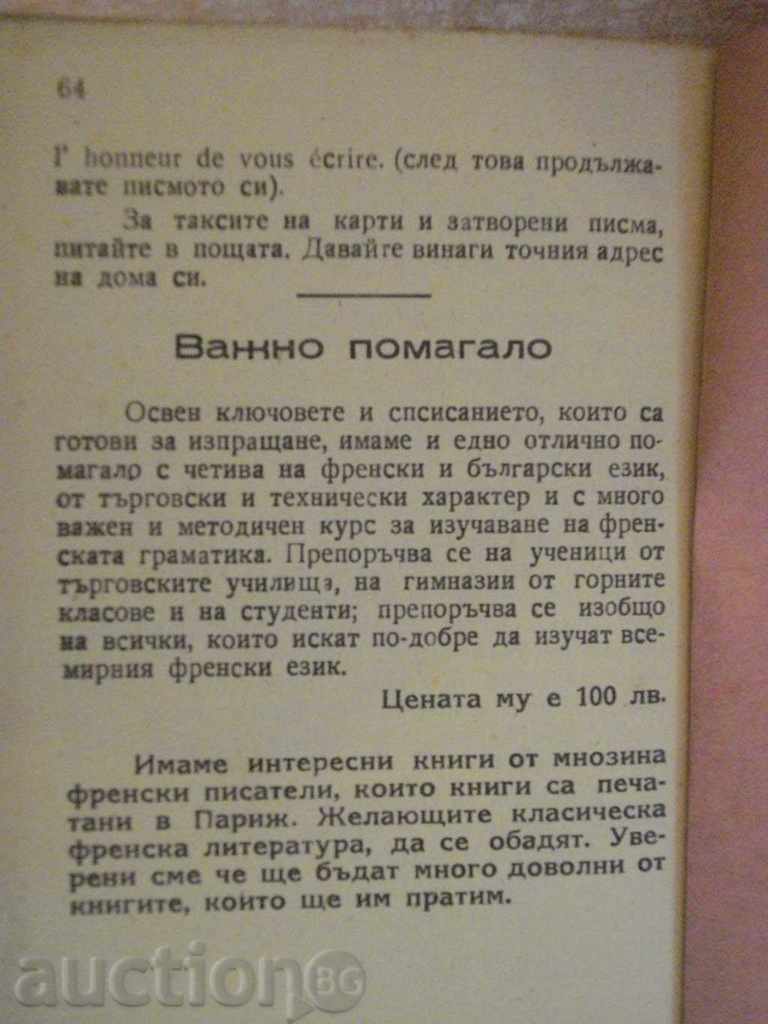 64
l' honneur de vous écrire. (след това продължа-
вате писмото си).
За таксите на карти и затворени писма,
питайте в пощата. Давайте винаги точния адрес
на дома си.
Важно помагало
Освен ключовете и спсисанието, които са
готови за изпращане, имаме и едно отлично по-
магало с четива на френски и български език,
от търговски и технически характер и с много
важен и методичен курс за изучаване на френ-
ската граматика. Препоръчва се на ученици от
търговските училища, на гимназии от горните
класове и на студенти; препоръчва се изобщо
на всички, които искат по-добре да изучат все-
мирния френски език.
Цената му е 100 лв.
Имаме интересни книги от мнозина
френски писатели, които книги са печа-
тани в Париж. Желающите класическа
френска литература, да се обадят. Уве-
рени сме че ще бъдат много доволни от
книгите, които ще им пратим.
auction BG